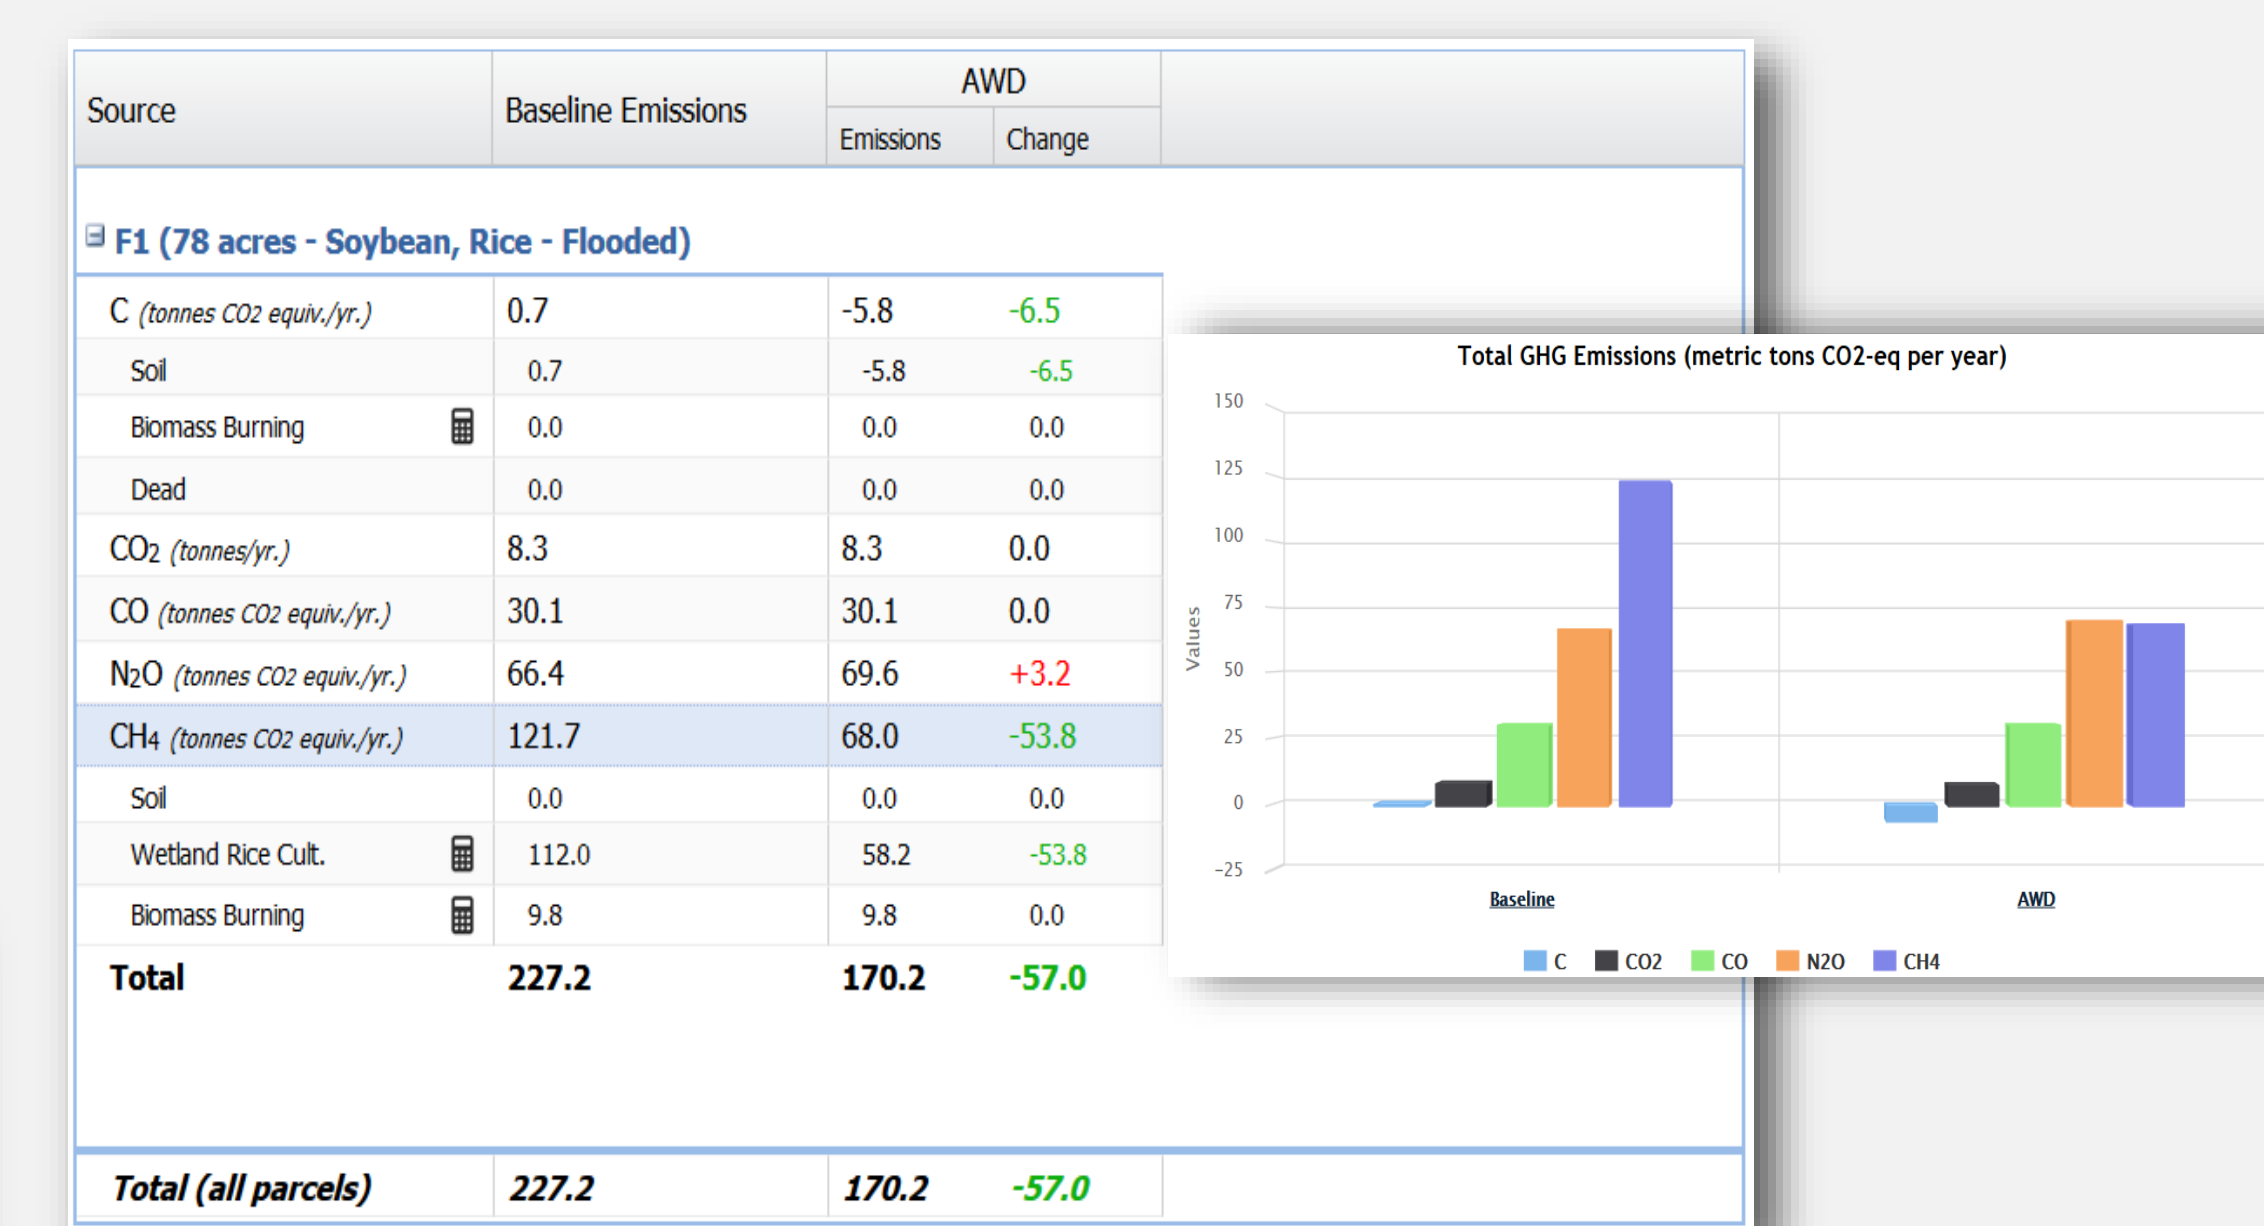 Source Baseline Emissions AWD
Emissions Change
F1 (78 acres - Soybean, Rice - Flooded)
C (tonnes CO2 equiv./yr.) 0.7 -5.8 -6.5
Soil 0.7 -5.8 -6.5
Biomass Burning 0.0 0.0 0.0
Dead 0.0 0.0 0.0
CO2 (tonnes/yr.) 8.3 8.3 0.0
CO (tonnes CO2 equiv./yr.) 30.1 30.1 0.0
N2O (tonnes CO2 equiv./yr.) 66.4 69.6 +3.2
CH4 (tonnes CO2 equiv./yr.) 121.7 68.0 -53.8
Soil 0.0 0.0 0.0
Wetland Rice Cult. 112.0 58.2 -53.8
Biomass Burning 9.8 9.8 0.0
Total 227.2 170.2 -57.0
Total (all parcels) 227.2 170.2 -57.0
Total GHG Emissions (metric tons CO2-eq per year)
150
125
100
75
50
25
0
-25
Values
Baseline AWD
C CO2 CO N2O CH4